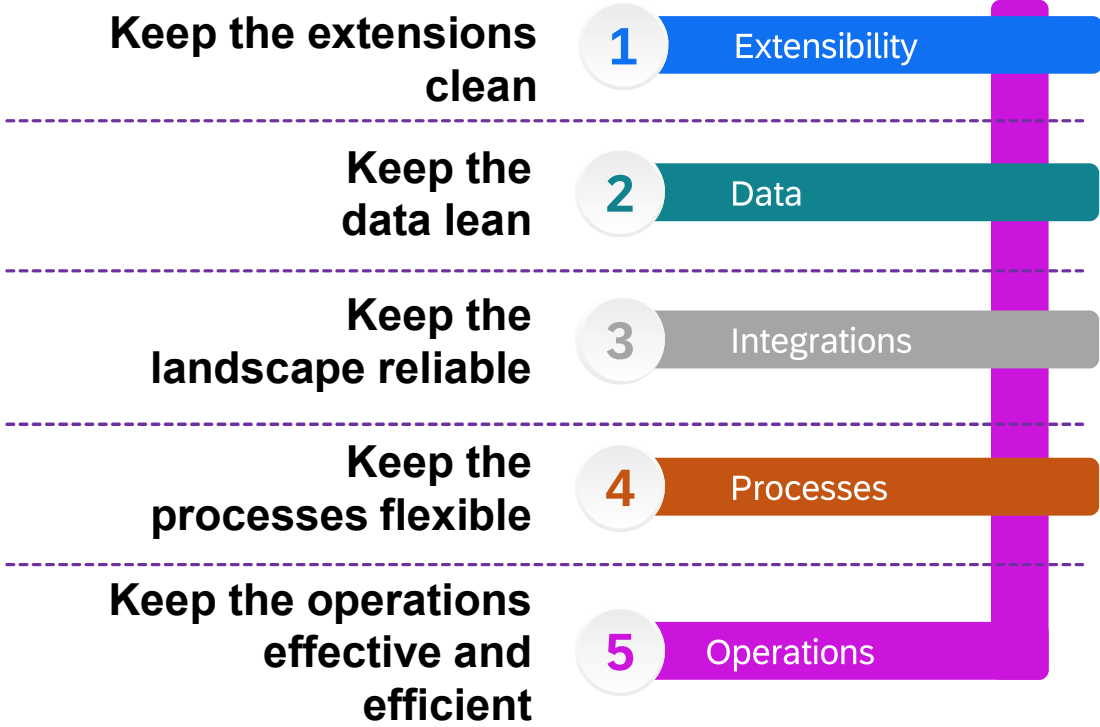 Keep the extensions
clean
1
Extensibility
Keep the
data lean
2
Data
Keep the
landscape reliable
3
Integrations
Keep the
processes flexible
4
Processes
Keep the operations
effective and
efficient
5
Operations